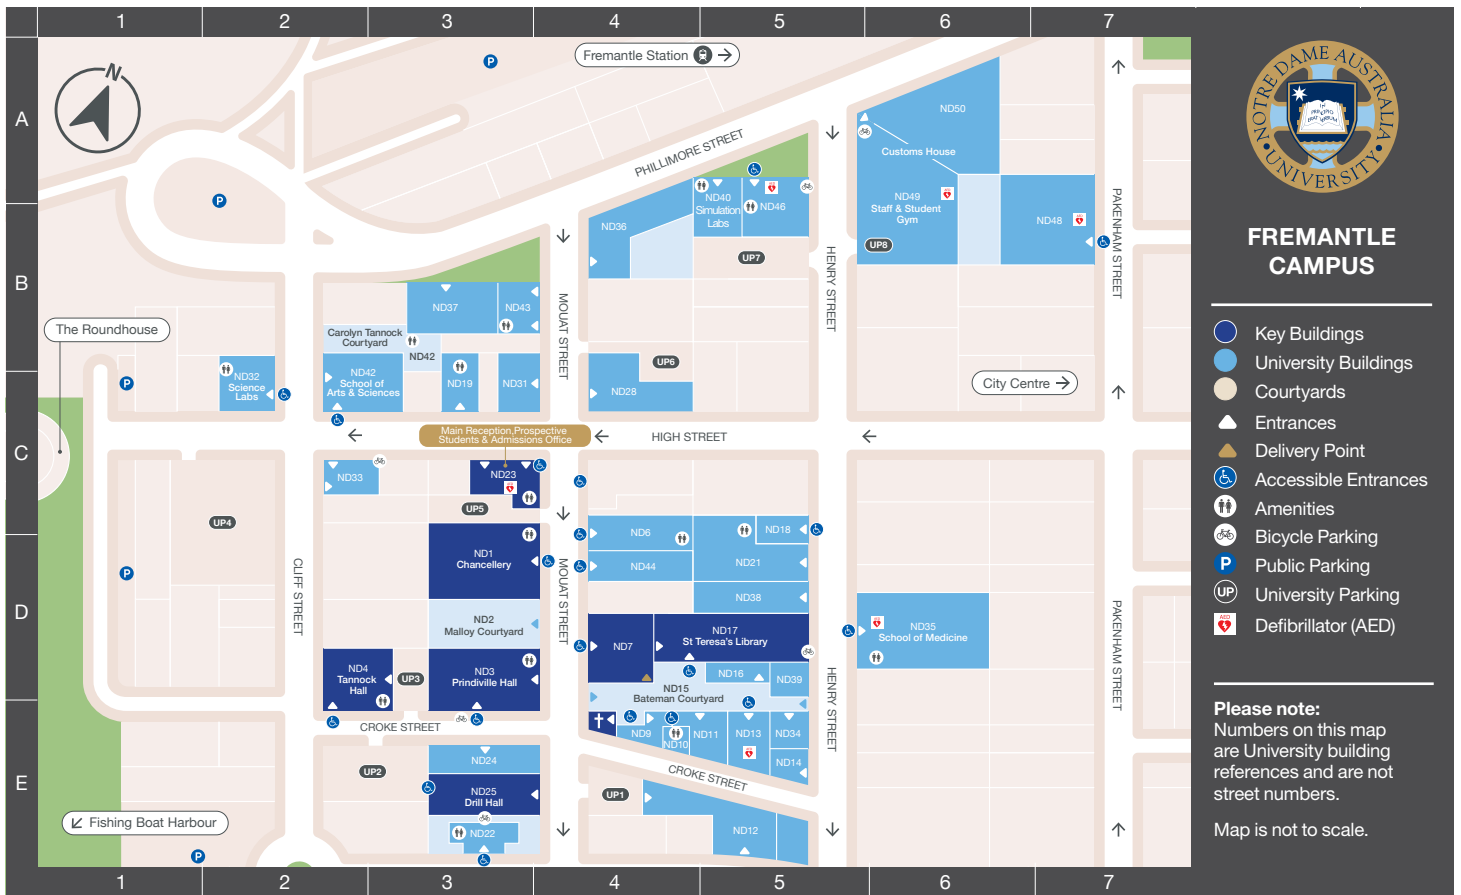 1 2 3 4 5 6 7
A
B
C
D
E
N
P
Fremantle Station
PHILLIMORE STREET
ND50
Customs House
ND49
Staff & Student
Gym
UP8
ND48
PAKENHAM STREET
P
ND36
ND40
Simulation
Labs
ND46
UP7
HENRY STREET
MOUAT STREET
ND37
ND43
Carolyn Tannock
Courtyard
ND42
ND42
School of
Arts & Sciences
ND19
ND31
The Roundhouse
P
ND32
Science
Labs
UP6
ND28
City Centre
Main Reception,Prospective
Students & Admissions Office
HIGH STREET
ND33
ND23
UP5
UP4
P
CLIFF STREET
ND1
Chancellery
ND2
Malloy Courtyard
ND3
Prindiville Hall
ND4
Tannock
Hall
UP3
MOUAT STREET
ND6
ND18
ND44
ND21
ND38
ND7
ND17
St Teresa's Library
ND16
ND39
ND15
Bateman Courtyard
ND9
ND10
ND11
ND13
ND34
ND14
ND35
School of Medicine
HENRY STREET
PAKENHAM STREET
CROKE STREET
CROKE STREET
UP2
ND24
ND25
Drill Hall
ND22
UP1
ND12
Fishing Boat Harbour
P
1 2 3 4 5 6 7
NOTRE DAME AUSTRALIA
UNIVERSITY
FREMANTLE
CAMPUS
Key Buildings
University Buildings
Courtyards
Entrances
Delivery Point
Accessible Entrances
Amenities
Bicycle Parking
P Public Parking
UP University Parking
AED Defibrillator (AED)
Please note:
Numbers on this map
are University building
references and are not
street numbers.
Map is not to scale.